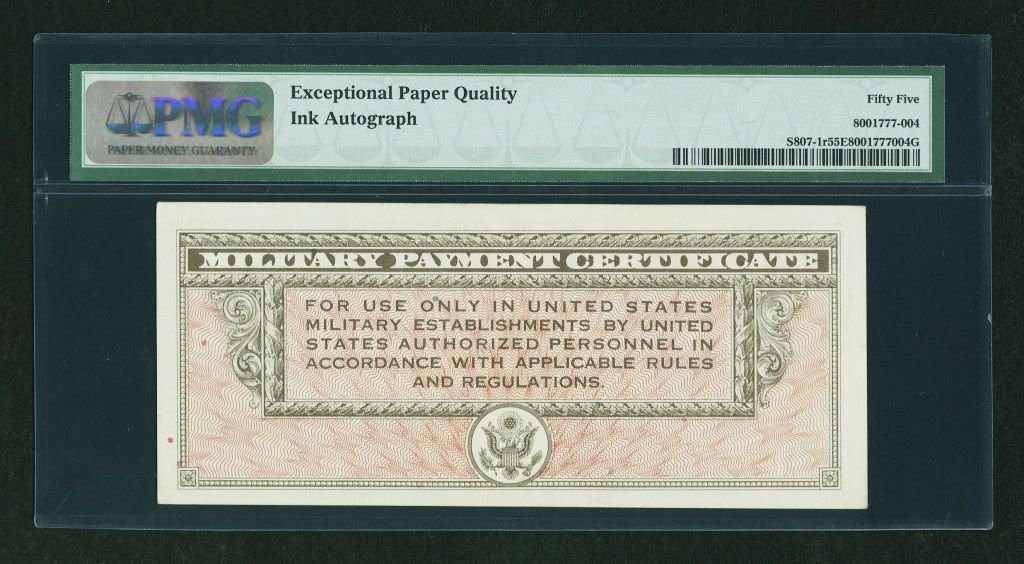 PMG
PAPER MONEY GUARANTY
Exceptional Paper Quality
Ink Autograph
Fifty Five
8001777-004
S807-1r55E8001777004G
MILITARY PAYMENT CERTIFICATE
FOR USE ONLY IN UNITED STATES
MILITARY ESTABLISHMENTS BY UNITED
STATES AUTHORIZED PERSONNEL IN
ACCORDANCE WITH APPLICABLE RULES
AND REGULATIONS.